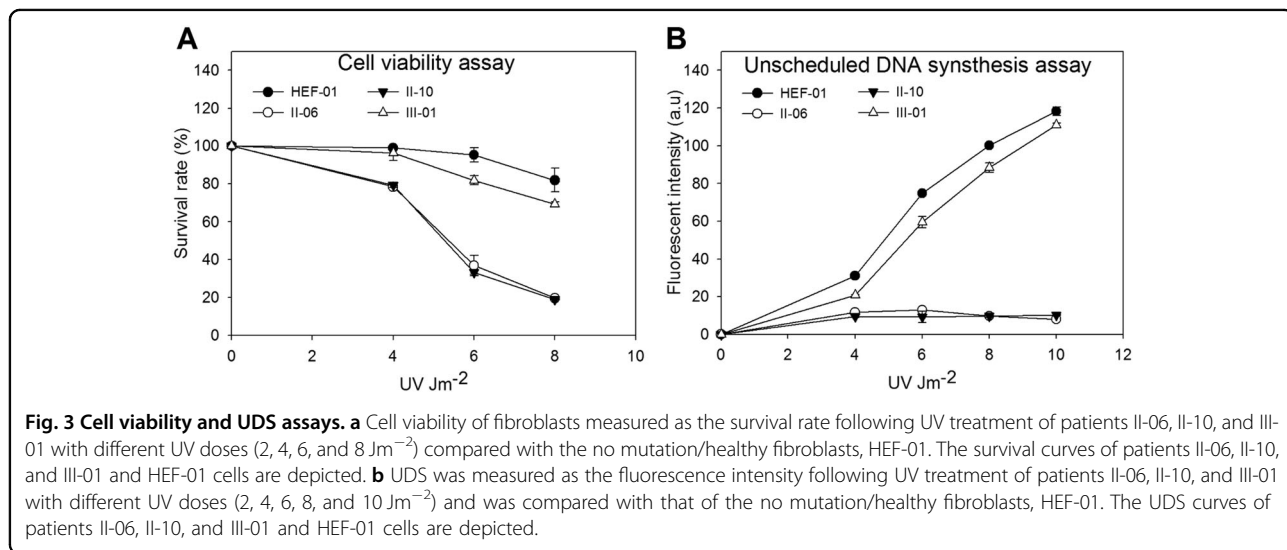 A
Cell viability assay
HEF-01
II-10
II-06
III-01
Survival rate (%)
140
120
100
80
60
40
20
0
0 2 4 6 8 10
UV Jm-2
B
Unscheduled DNA synsthesis assay
HEF-01
II-10
II-06
III-01
Fluorescent intensity (a.u)
140
120
100
80
60
40
20
0
0 2 4 6 8 10 12
UV Jm-2
Fig. 3 Cell viability and UDS assays. a Cell viability of fibroblasts measured as the survival rate following UV treatment of patients II-06, II-10, and III-
01 with different UV doses (2, 4, 6, and 8 Jm−2) compared with the no mutation/healthy fibroblasts, HEF-01. The survival curves of patients II-06, II-10,
and III-01 and HEF-01 cells are depicted. b UDS was measured as the fluorescence intensity following UV treatment of patients II-06, II-10, and III-01
with different UV doses (2, 4, 6, 8, and 10 Jm−2) and was compared with that of the no mutation/healthy fibroblasts, HEF-01. The UDS curves of
patients II-06, II-10, and III-01 and HEF-01 cells are depicted.